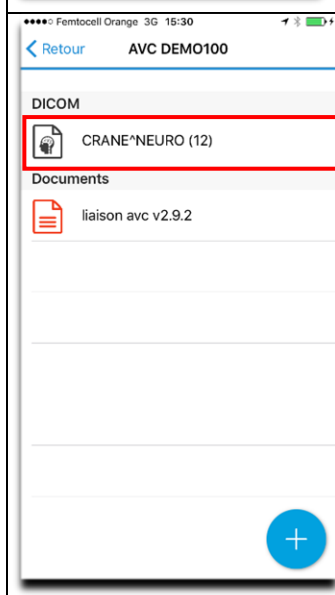 Femtocell Orange 3G 15:30
Retour AVC DEMO100
DICOM
CRANE^NEURO (12)
Documents
liaison avc v2.9.2